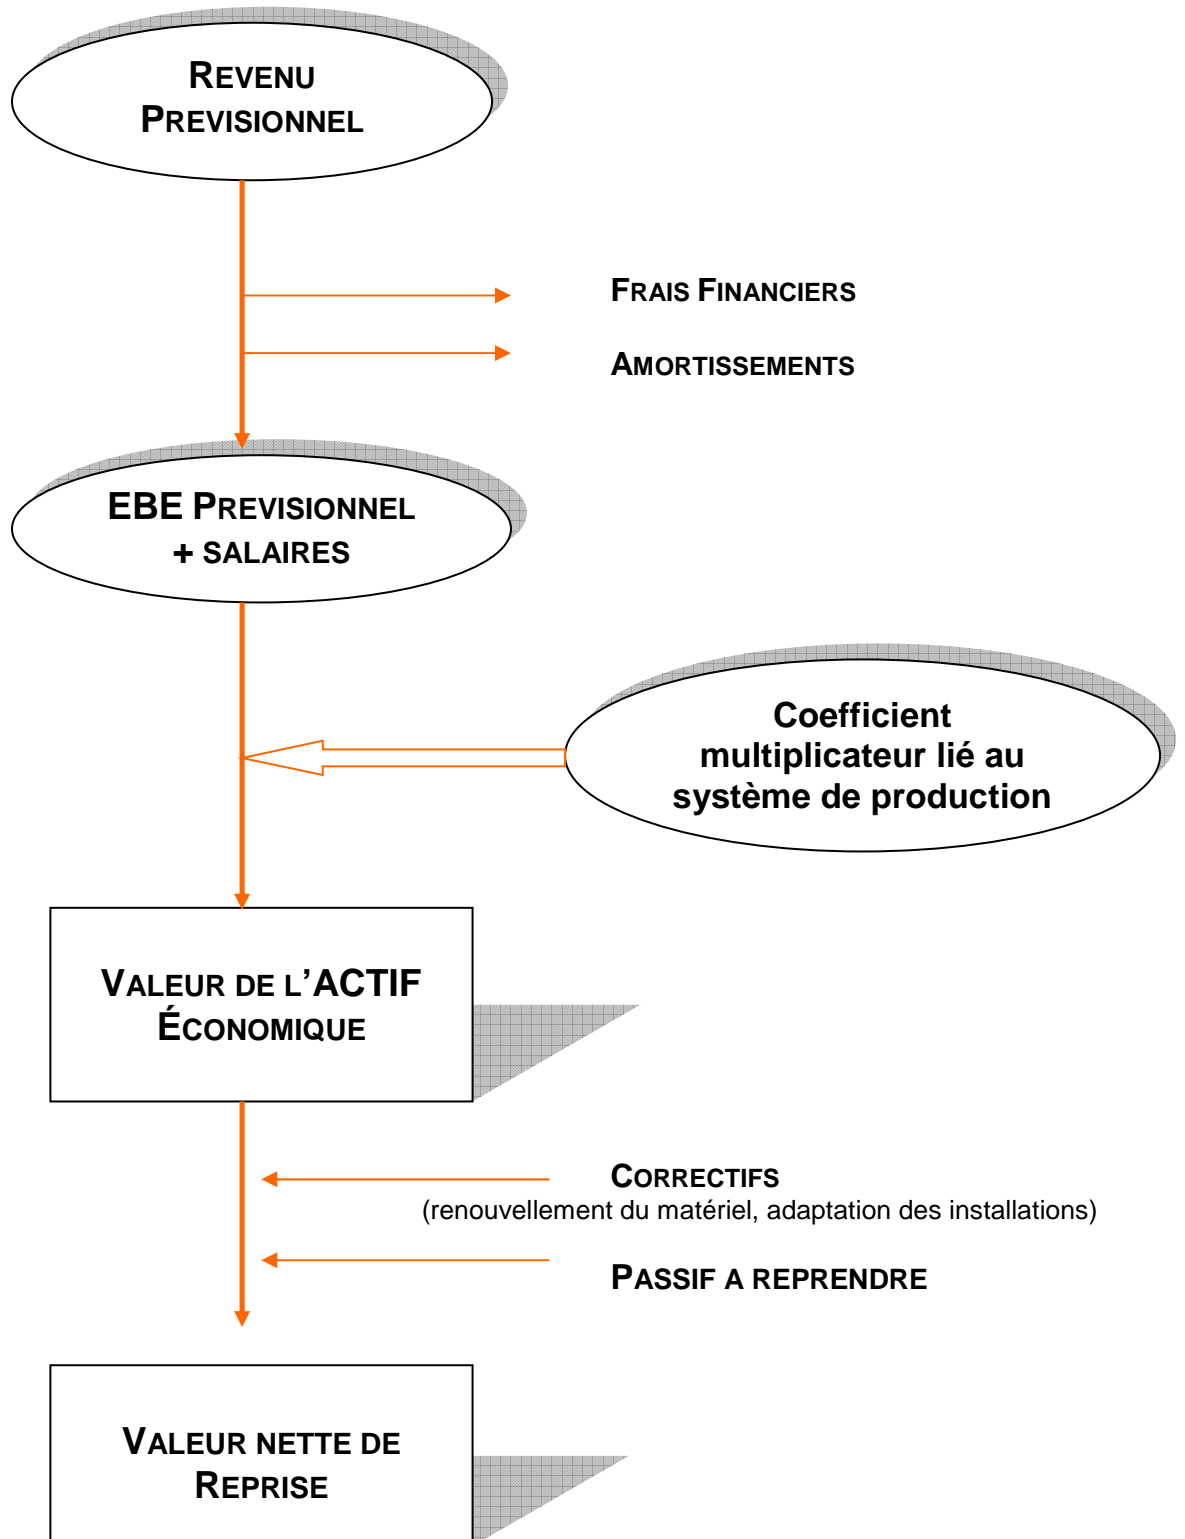 REVENU
PREVISIONNEL
FRAIS FINANCIERS
AMORTISSEMENTS
EBE PREVISIONNEL
+ SALAIRES
Coefficient
multiplicateur lié au
système de production
VALEUR DE L’ACTIF
ÉCONOMIQUE
CORRECTIFS
(renouvellement du matériel, adaptation des installations)
PASSIF A REPRENDRE
VALEUR NETTE DE
REPRISE